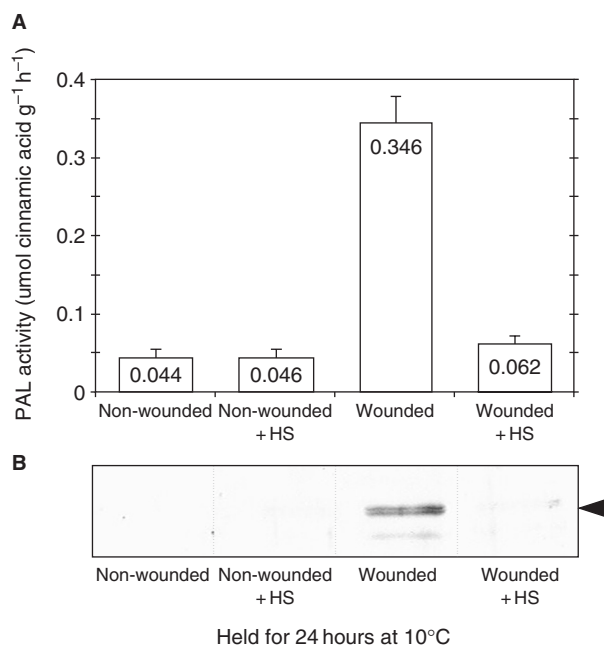 A
PAL activity (umol cinnamic acid g⁻¹ h⁻¹)
0.4
0.3
0.2
0.1
0
0.044
0.046
0.346
0.062
Non-wounded
Non-wounded
+ HS
Wounded
Wounded
+ HS
B
Non-wounded
Non-wounded
+ HS
Wounded
Wounded
+ HS
Held for 24 hours at 10°C